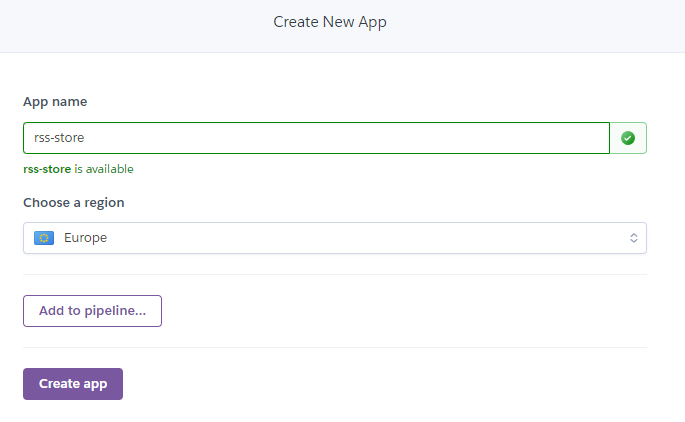 Create New App
App name
rss-store
rss-store is available
Choose a region
Europe
Add to pipeline...
Create app